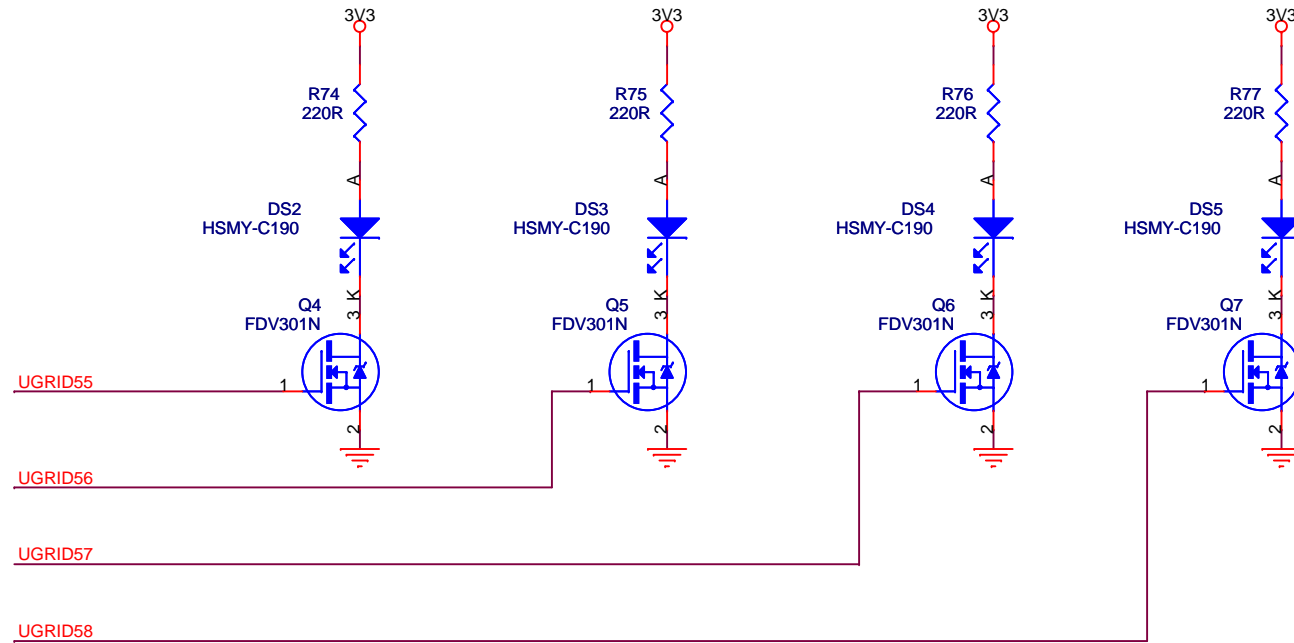 3V3
3V3
3V3
3V3
R74
220R
R75
220R
R76
220R
R77
220R
A
A
A
A
DS2
HSMY-C190
DS3
HSMY-C190
DS4
HSMY-C190
DS5
HSMY-C190
K
K
K
K
Q4
FDV301N
Q5
FDV301N
Q6
FDV301N
Q7
FDV301N
3
3
3
3
UGRID55
1
1
1
1
2
2
2
2
UGRID56
UGRID57
UGRID58